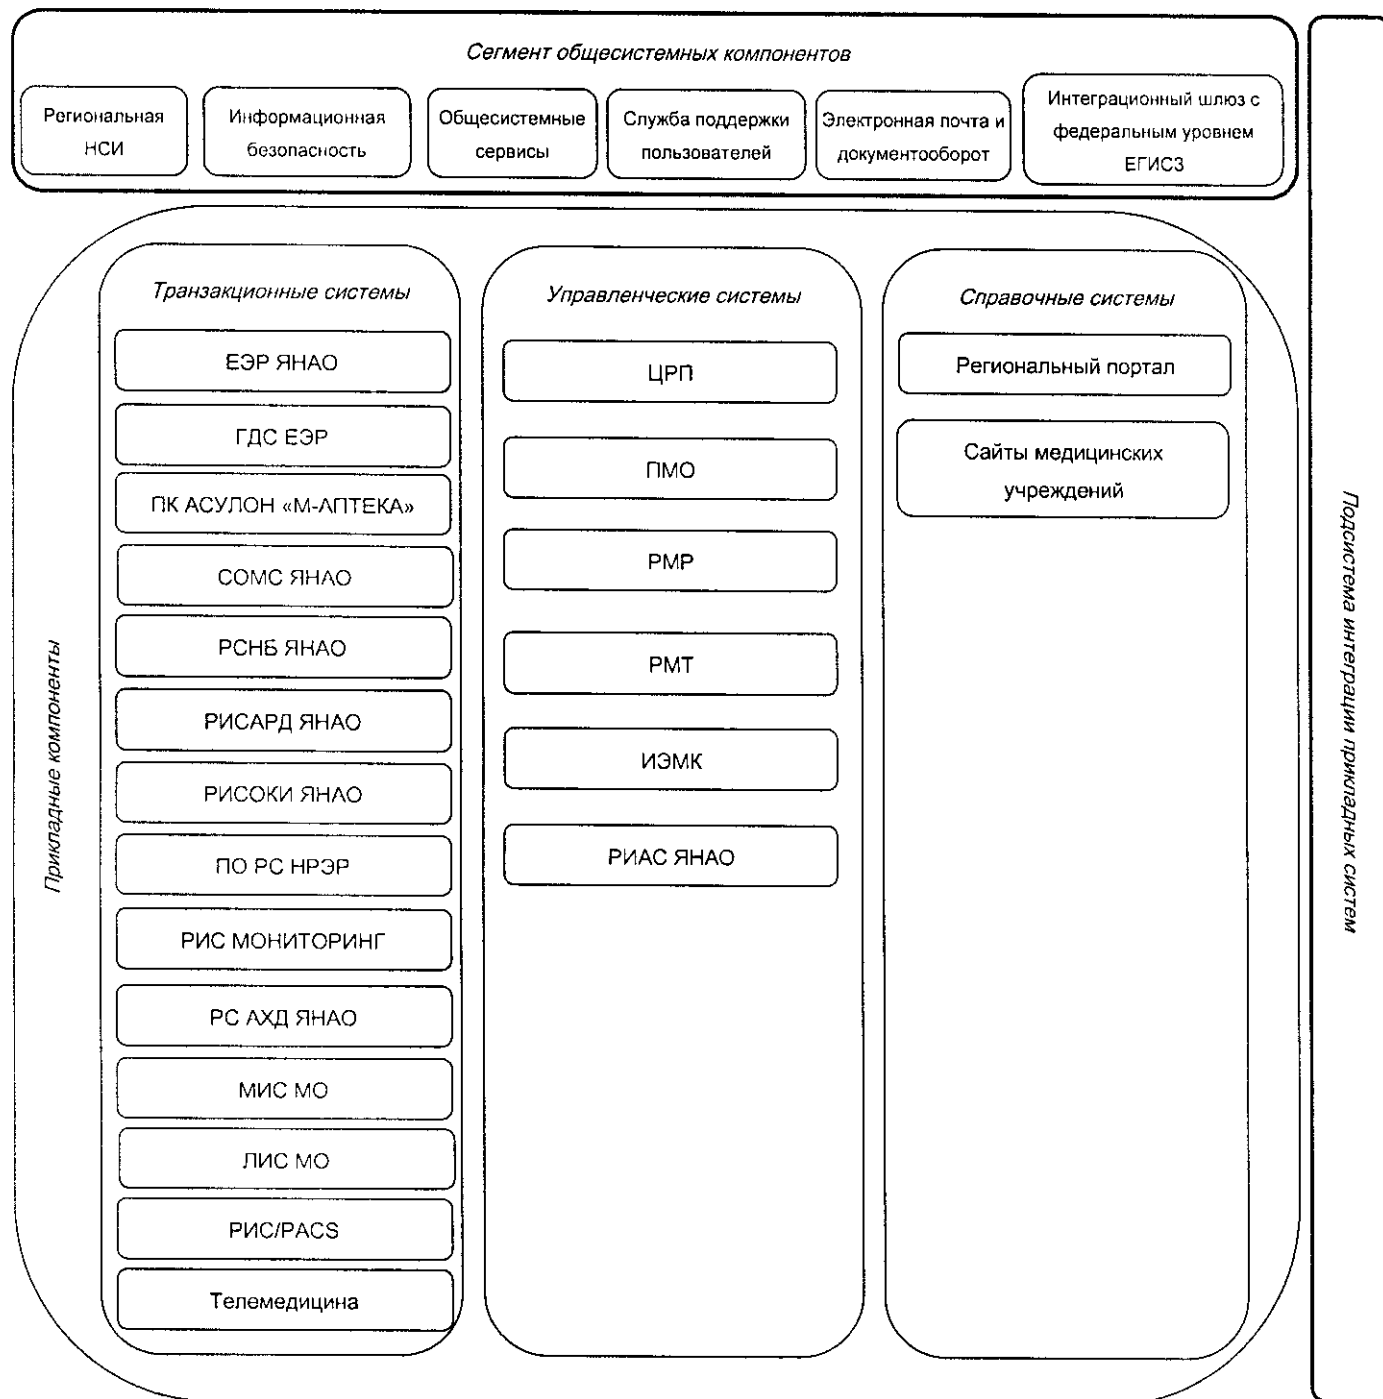 Сегмент общесистемных компонентов
Региональная
НСИ
Информационная
безопасность
Общесистемные
сервисы
Служба поддержки
пользователей
Электронная почта и
документооборот
Интеграционный шлюз с
федеральным уровнем
ЕГИСЗ
Прикладные компоненты
Транзакционные системы
ЕЭР ЯНАО
ГДС ЕЭР
ПК АСУЛОН «М-АПТЕКА»
СОМС ЯНАО
РСНБ ЯНАО
РИСАРД ЯНАО
РИСОКИ ЯНАО
ПО РС НРЭР
РИС МОНИТОРИНГ
РС АХД ЯНАО
МИС МО
ЛИС МО
РИС/PACS
Телемедицина
Управленческие системы
ЦРП
ПМО
РМР
РМТ
ИЭМК
РИАС ЯНАО
Справочные системы
Региональный портал
Сайты медицинских
учреждений
Подсистема интеграции прикладных систем